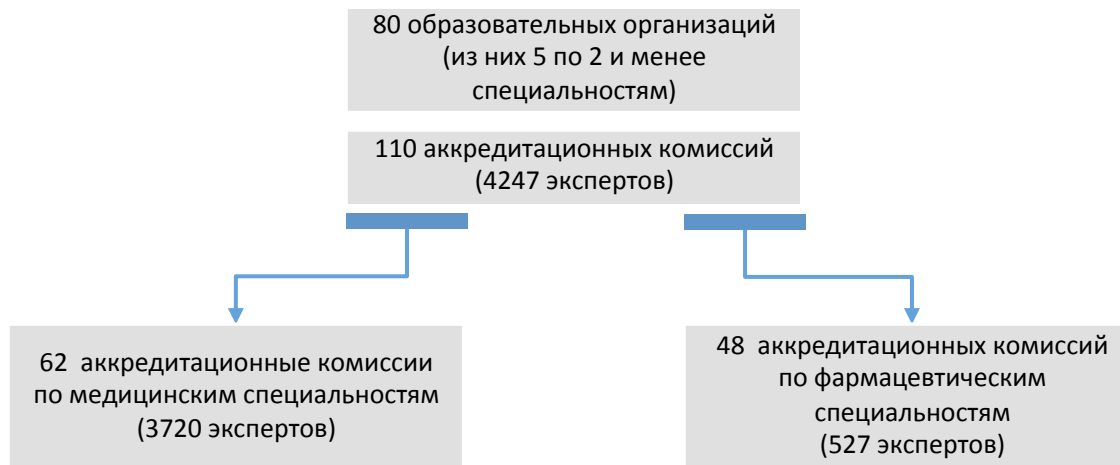 80 образовательных организаций
(из них 5 по 2 и менее
специальностям)
110 аккредитационных комиссий
(4247 экспертов)
62 аккредитационные комиссии
по медицинским специальностям
(3720 экспертов)
48 аккредитационных комиссий
по фармацевтическим
специальностям
(527 экспертов)